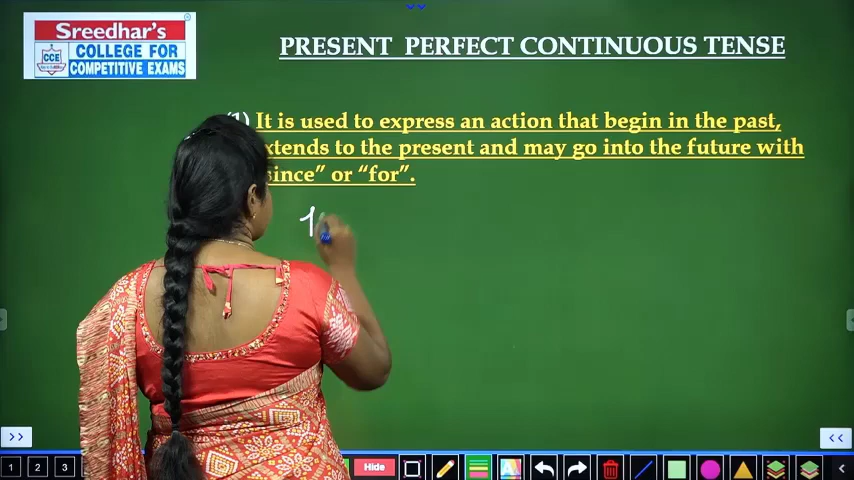 Sreedhar's
CCE
COLLEGE FOR
COMPETITIVE EXAMS
PRESENT PERFECT CONTINUOUS TENSE
(1) It is used to express an action that begin in the past,
xtends to the present and may go into the future with
since” or “for”.
>>
<<
1
2
3
Hide
A